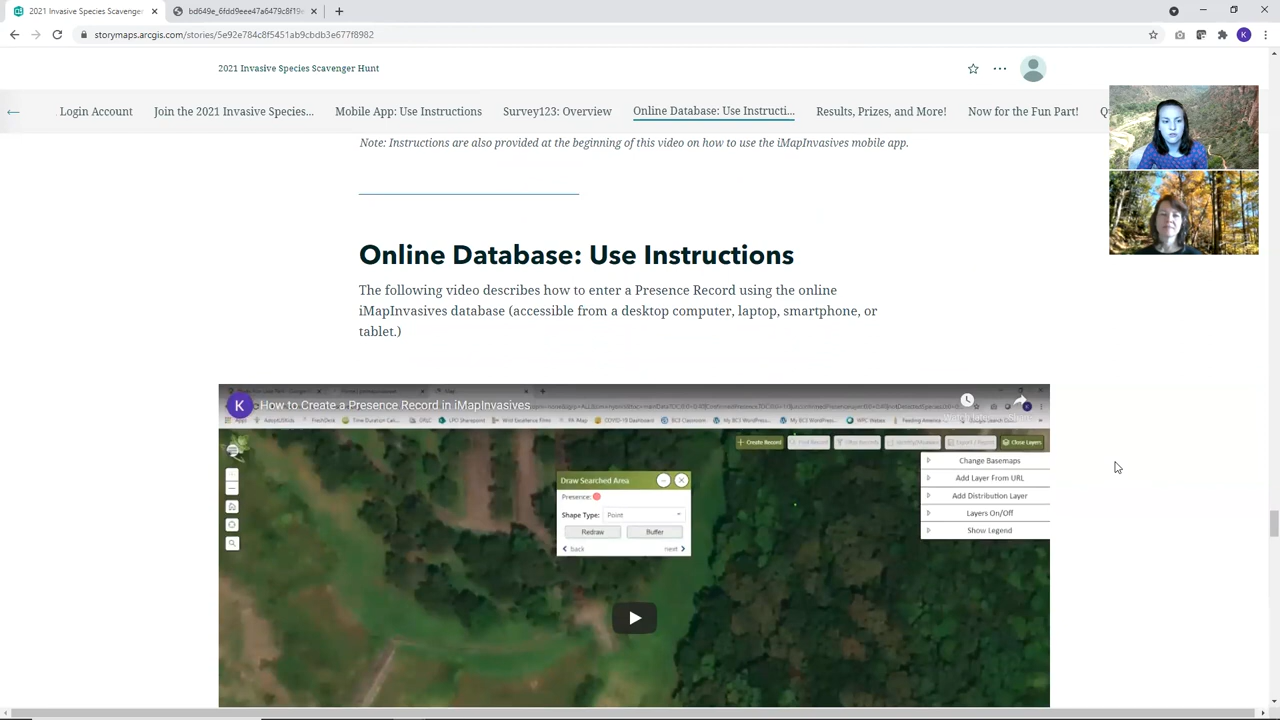 2021 Invasive Species Scavenger
bd649e_6fdd9eee47a6479c8f19e
storymaps.arcgis.com/stories/5e92e784c8f5451ab9cbdb3e677f8982
K
2021 Invasive Species Scavenger Hunt
Login Account
Join the 2021 Invasive Species...
Mobile App: Use Instructions
Survey123: Overview
Online Database: Use Instructi...
Results, Prizes, and More!
Now for the Fun Part!
Note: Instructions are also provided at the beginning of this video on how to use the iMapInvasives mobile app.
Online Database: Use Instructions
The following video describes how to enter a Presence Record using the online
iMapInvasives database (accessible from a desktop computer, laptop, smartphone, or
tablet.)
K
How to Create a Presence Record in iMapInvasives
Create Record
Close Layers
Change Basemaps
Add Layer From URL
Add Distribution Layer
Layers On/Off
Show Legend
Draw Searched Area
Presence:
Shape Type: Point
Redraw
Buffer
back
next